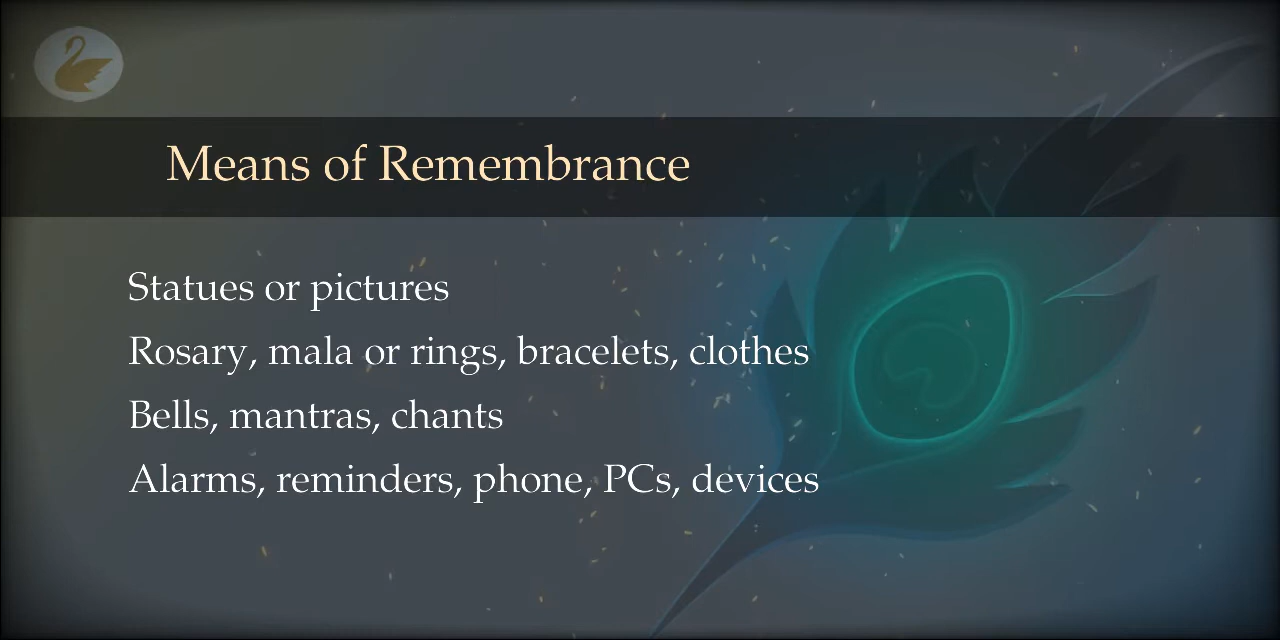 Means of Remembrance
Statues or pictures
Rosary, mala or rings, bracelets, clothes
Bells, mantras, chants
Alarms, reminders, phone, PCs, devices